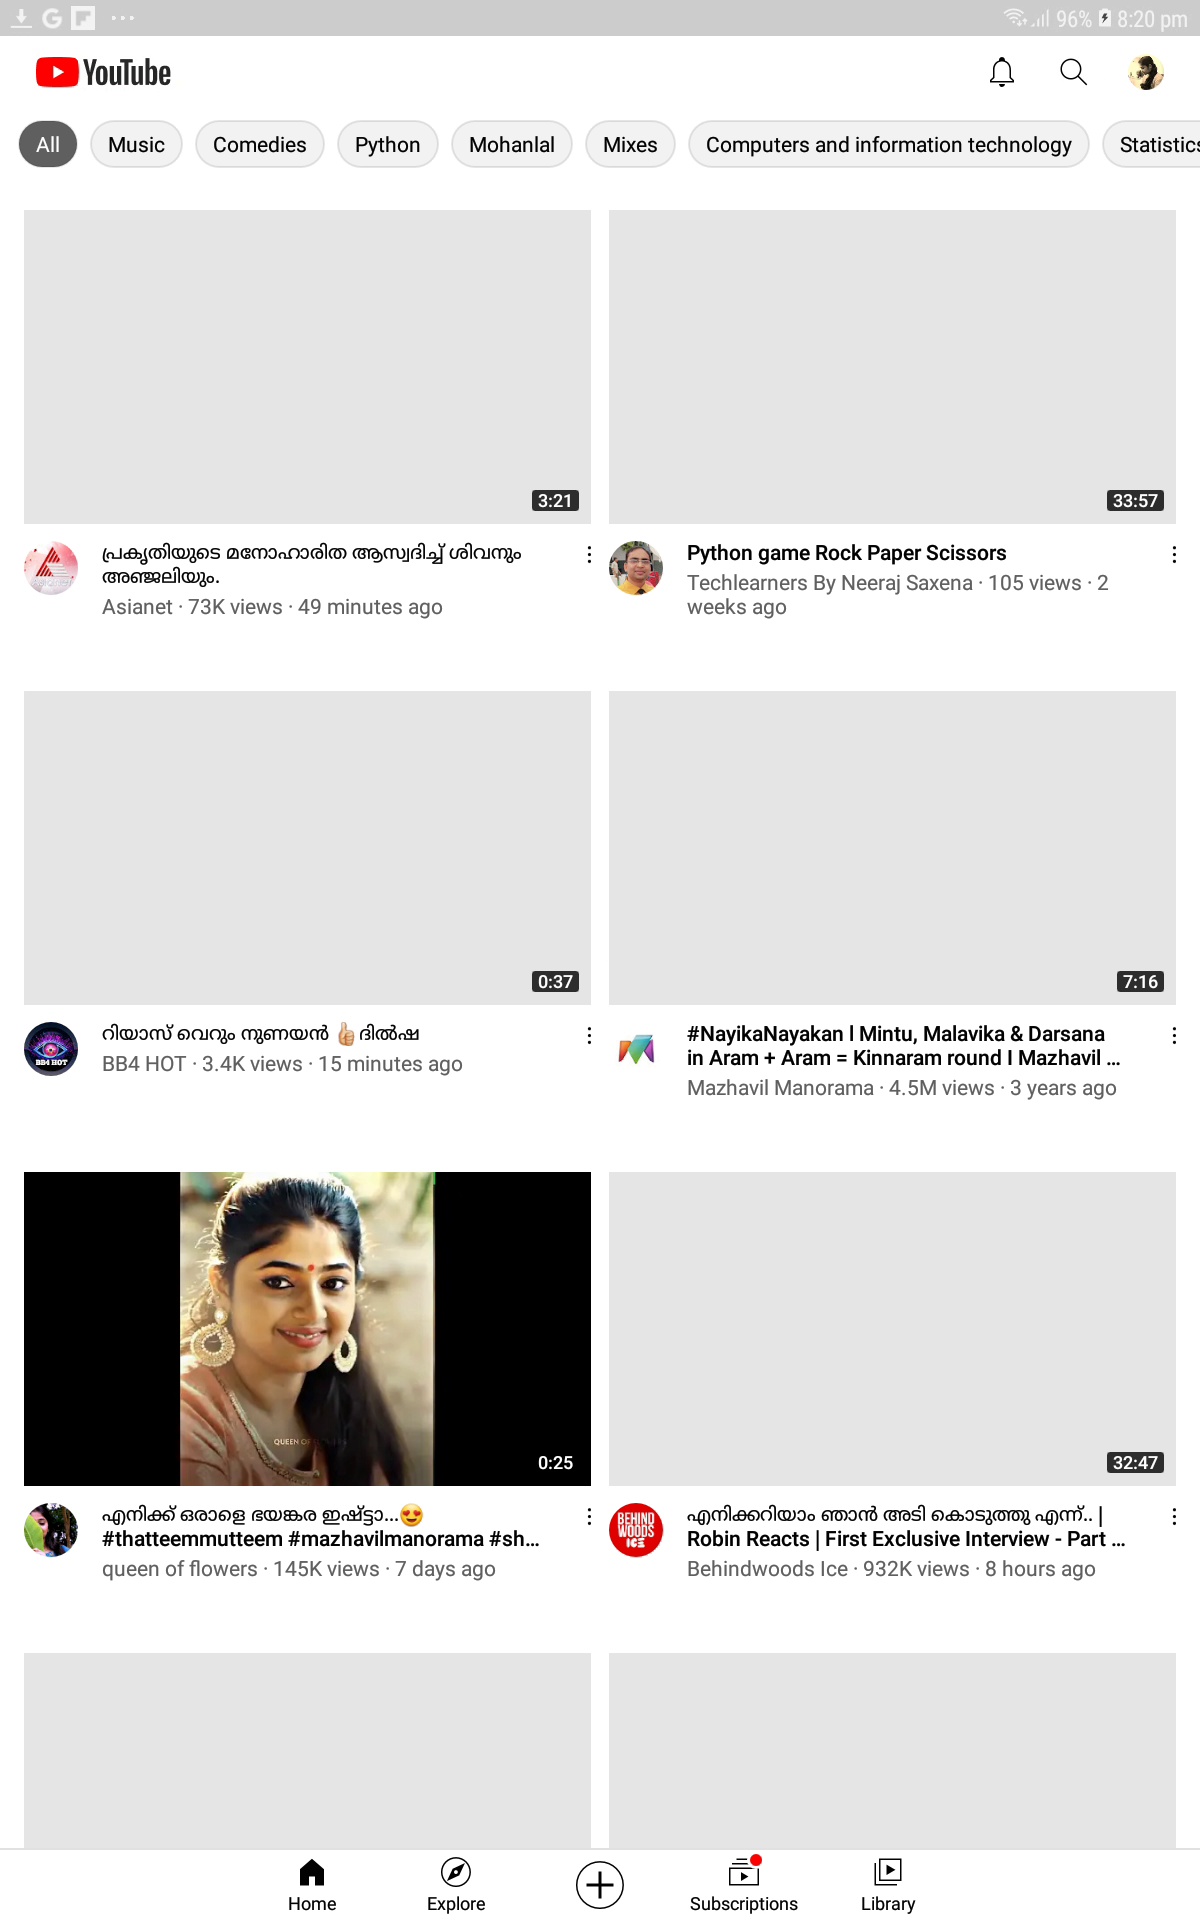 96% 8:20 pm
YouTube
All Music Comedies Python Mohanlal Mixes Computers and information technology Statistics
3:21
33:57
പ്രകൃതിയുടെ മനോഹാരിത ആസ്വദിച്ച് ശിവനും
അഞ്ജലിയും.
Asianet · 73K views · 49 minutes ago
Python game Rock Paper Scissors
Techlearners By Neeraj Saxena · 105 views · 2
weeks ago
0:37
7:16
BB4 HOT
റിയാസ് വെറും നുണയൻ 👍🏼ദിൽഷ
BB4 HOT · 3.4K views · 15 minutes ago
#NayikaNayakan l Mintu, Malavika & Darsana
in Aram + Aram = Kinnaram round I Mazhavil ...
Mazhavil Manorama · 4.5M views · 3 years ago
0:25
32:47
എനിക്ക് ഒരാളെ ഭയങ്കര ഇഷ്ട്ടാ...😍
#thatteemmutteem #mazhavilmanorama #sh...
queen of flowers · 145K views · 7 days ago
BEHIND
WOODS
ICE
എനിക്കറിയാം ഞാൻ അടി കൊടുത്തു എന്ന്.. |
Robin Reacts | First Exclusive Interview - Part ...
Behindwoods Ice · 932K views · 8 hours ago
Home Explore Subscriptions Library